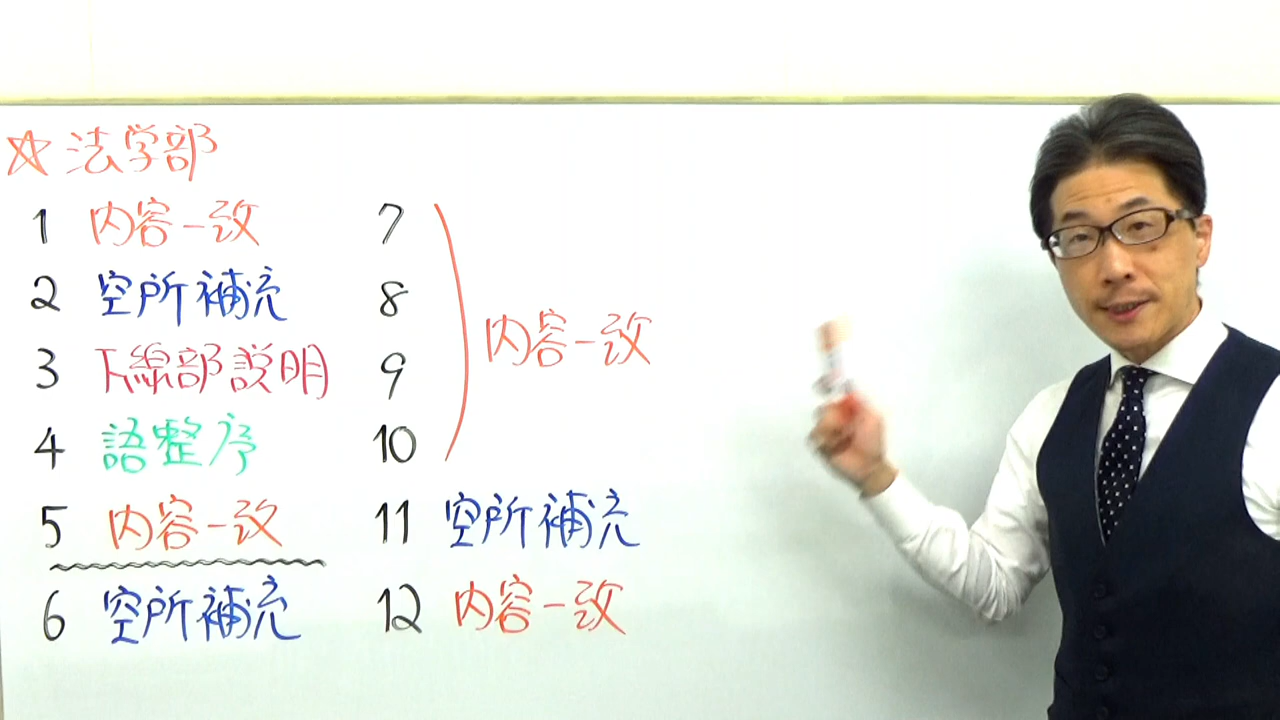 ☆法学部
1 内容一致
2 空所補充
3 下線部説明
4 語整序
5 内容一致
6 空所補充
7
8
9
10
内容一致
11 空所補充
12 内容一致